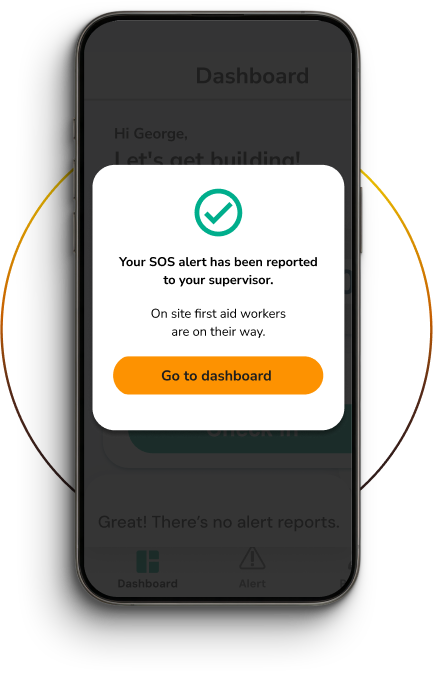 Dashboard
Hi George,
Let's get building!
Your SOS alert has been reported
to your supervisor.
On site first aid workers
are on their way.
Go to dashboard
Check in
Great! There's no alert reports.
Dashboard
Alert